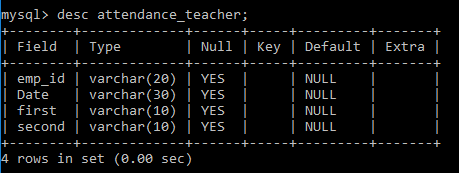 mysql> desc attendance_teacher;
+--------+-------------+------+-----+---------+-------+
| Field  | Type        | Null | Key | Default | Extra |
+--------+-------------+------+-----+---------+-------+
| emp_id | varchar(20) | YES  |     | NULL    |       |
| Date   | varchar(30) | YES  |     | NULL    |       |
| first  | varchar(10) | YES  |     | NULL    |       |
| second | varchar(10) | YES  |     | NULL    |       |
+--------+-------------+------+-----+---------+-------+
4 rows in set (0.00 sec)